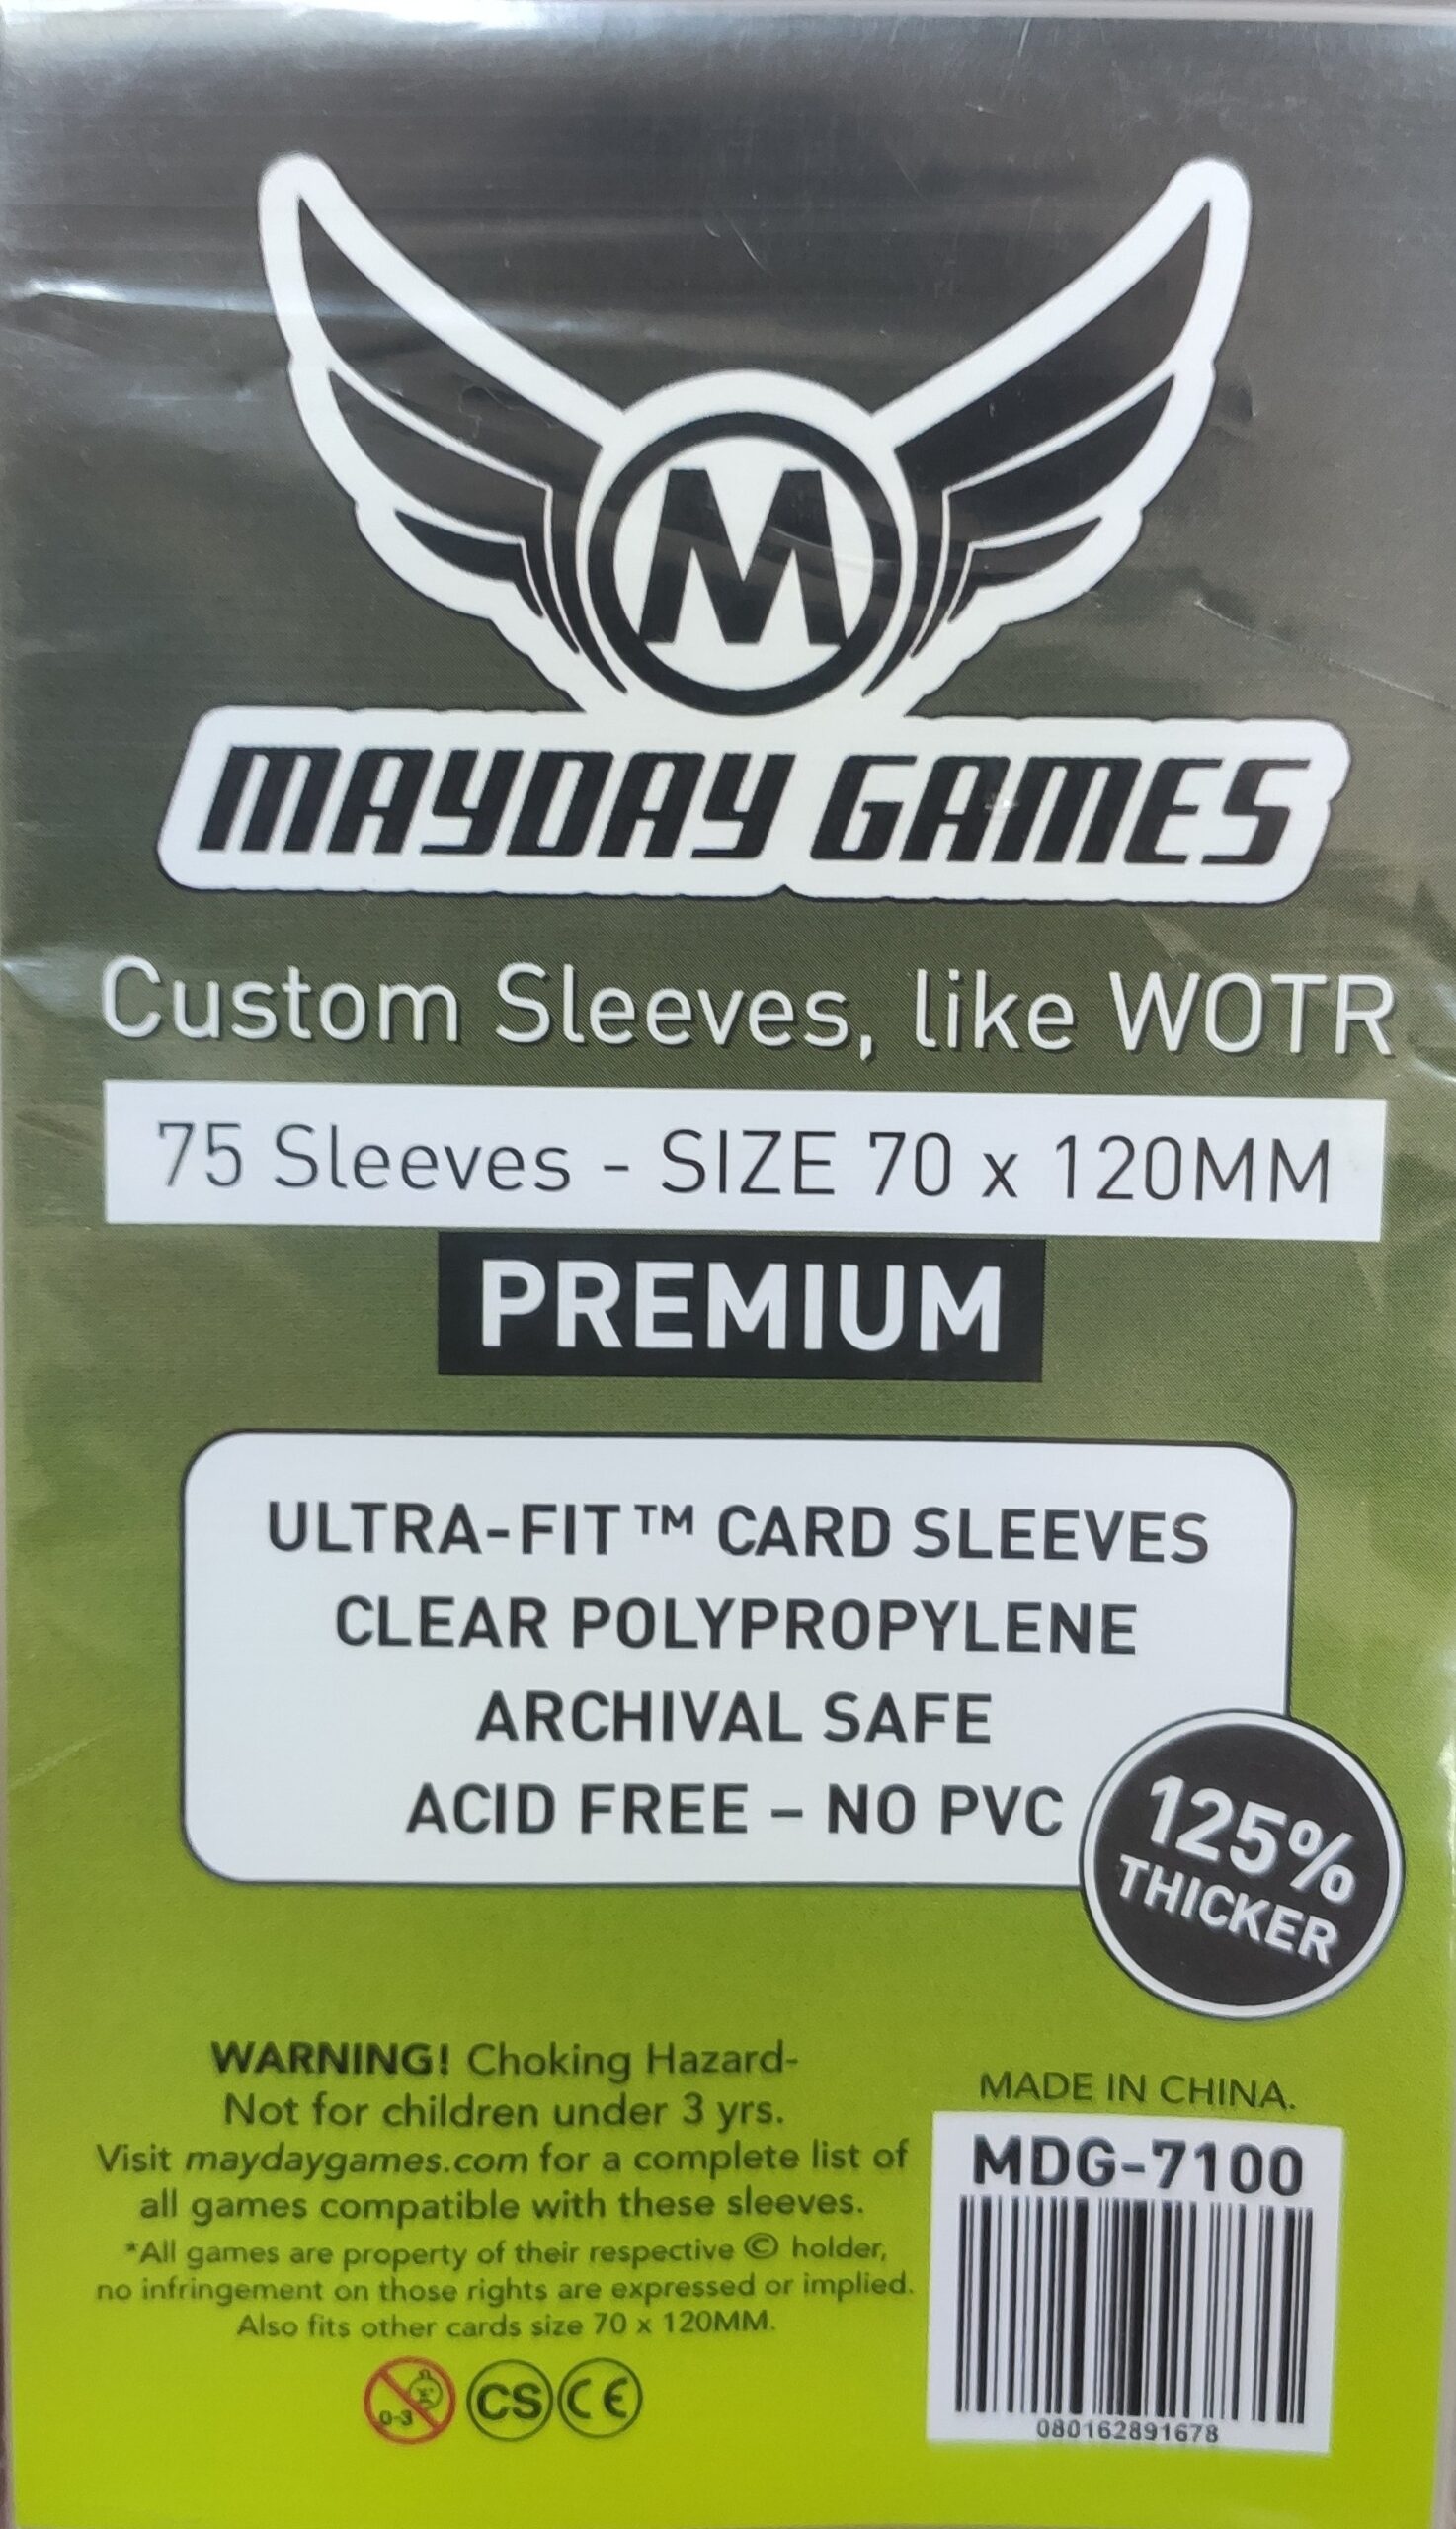 M
MAYDAY GAMES
Custom Sleeves, like WOTR
75 Sleeves - SIZE 70 x 120MM
PREMIUM
ULTRA-FIT™ CARD SLEEVES
CLEAR POLYPROPYLENE
ARCHIVAL SAFE
ACID FREE – NO PVC
125%
THICKER
WARNING! Choking Hazard-
Not for children under 3 yrs.
Visit maydaygames.com for a complete list of
all games compatible with these sleeves.
*All games are property of their respective © holder,
no infringement on those rights are expressed or implied.
Also fits other cards size 70 x 120MM.
0-3 CS CE
MADE IN CHINA.
MDG-7100
080162891678